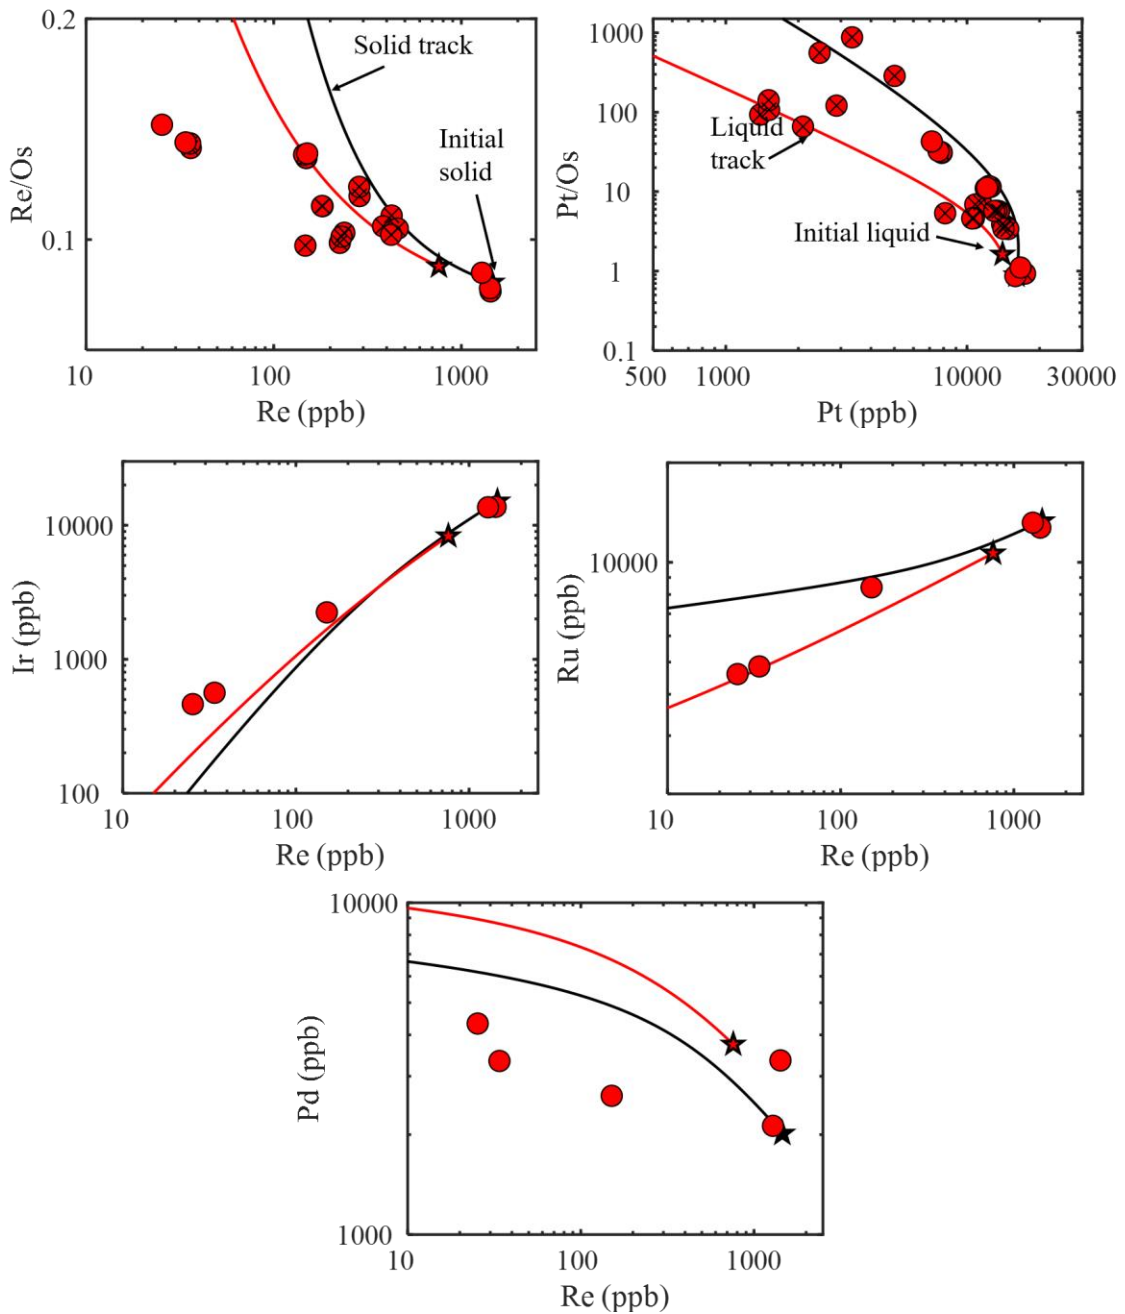 0.2
Solid track
Initial
solid
0.1
Re/Os
10
100
1000
Re (ppb)
1000
100
10
1
0.1
Pt/Os
Liquid
track
Initial liquid
500
1000
10000
30000
Pt (ppb)
10000
1000
100
Ir (ppb)
10
100
1000
Re (ppb)
10000
Ru (ppb)
10
100
1000
Re (ppb)
10000
1000
Pd (ppb)
10
100
1000
Re (ppb)